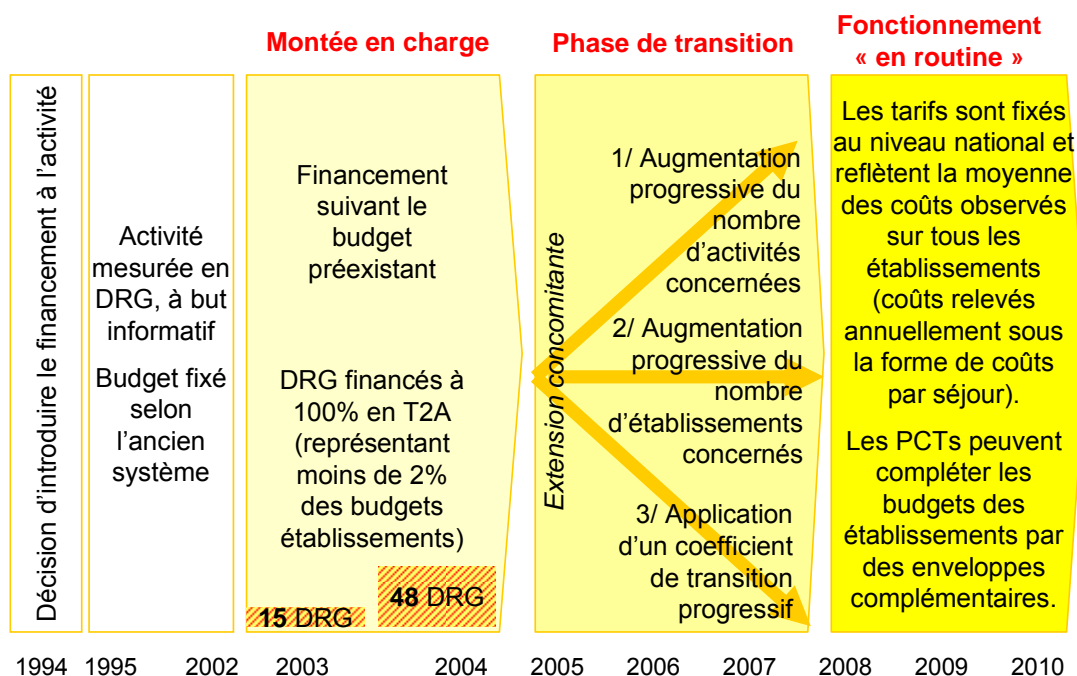 Montée en charge
Phase de transition
Fonctionnement
« en routine »
Décision d'introduire le financement à l'activité
Activité
mesurée en
DRG, à but
informatif
Budget fixé
selon
l'ancien
système
Financement
suivant le
budget
préexistant
DRG financés à
100% en T2A
(représentant
moins de 2%
des budgets
établissements)
15 DRG
48 DRG
Extension concomitante
1/ Augmentation
progressive du
nombre
d'activités
concernées
2/ Augmentation
progressive du
nombre
d'établissements
concernés
3/ Application
d'un coefficient
de transition
progressif
Les tarifs sont fixés
au niveau national et
reflètent la moyenne
des coûts observés
sur tous les
établissements
(coûts relevés
annuellement sous
la forme de coûts
par séjour).
Les PCTs peuvent
compléter les
budgets des
établissements par
des enveloppes
complémentaires.
1994 1995 2002 2003 2004 2005 2006 2007 2008 2009 2010